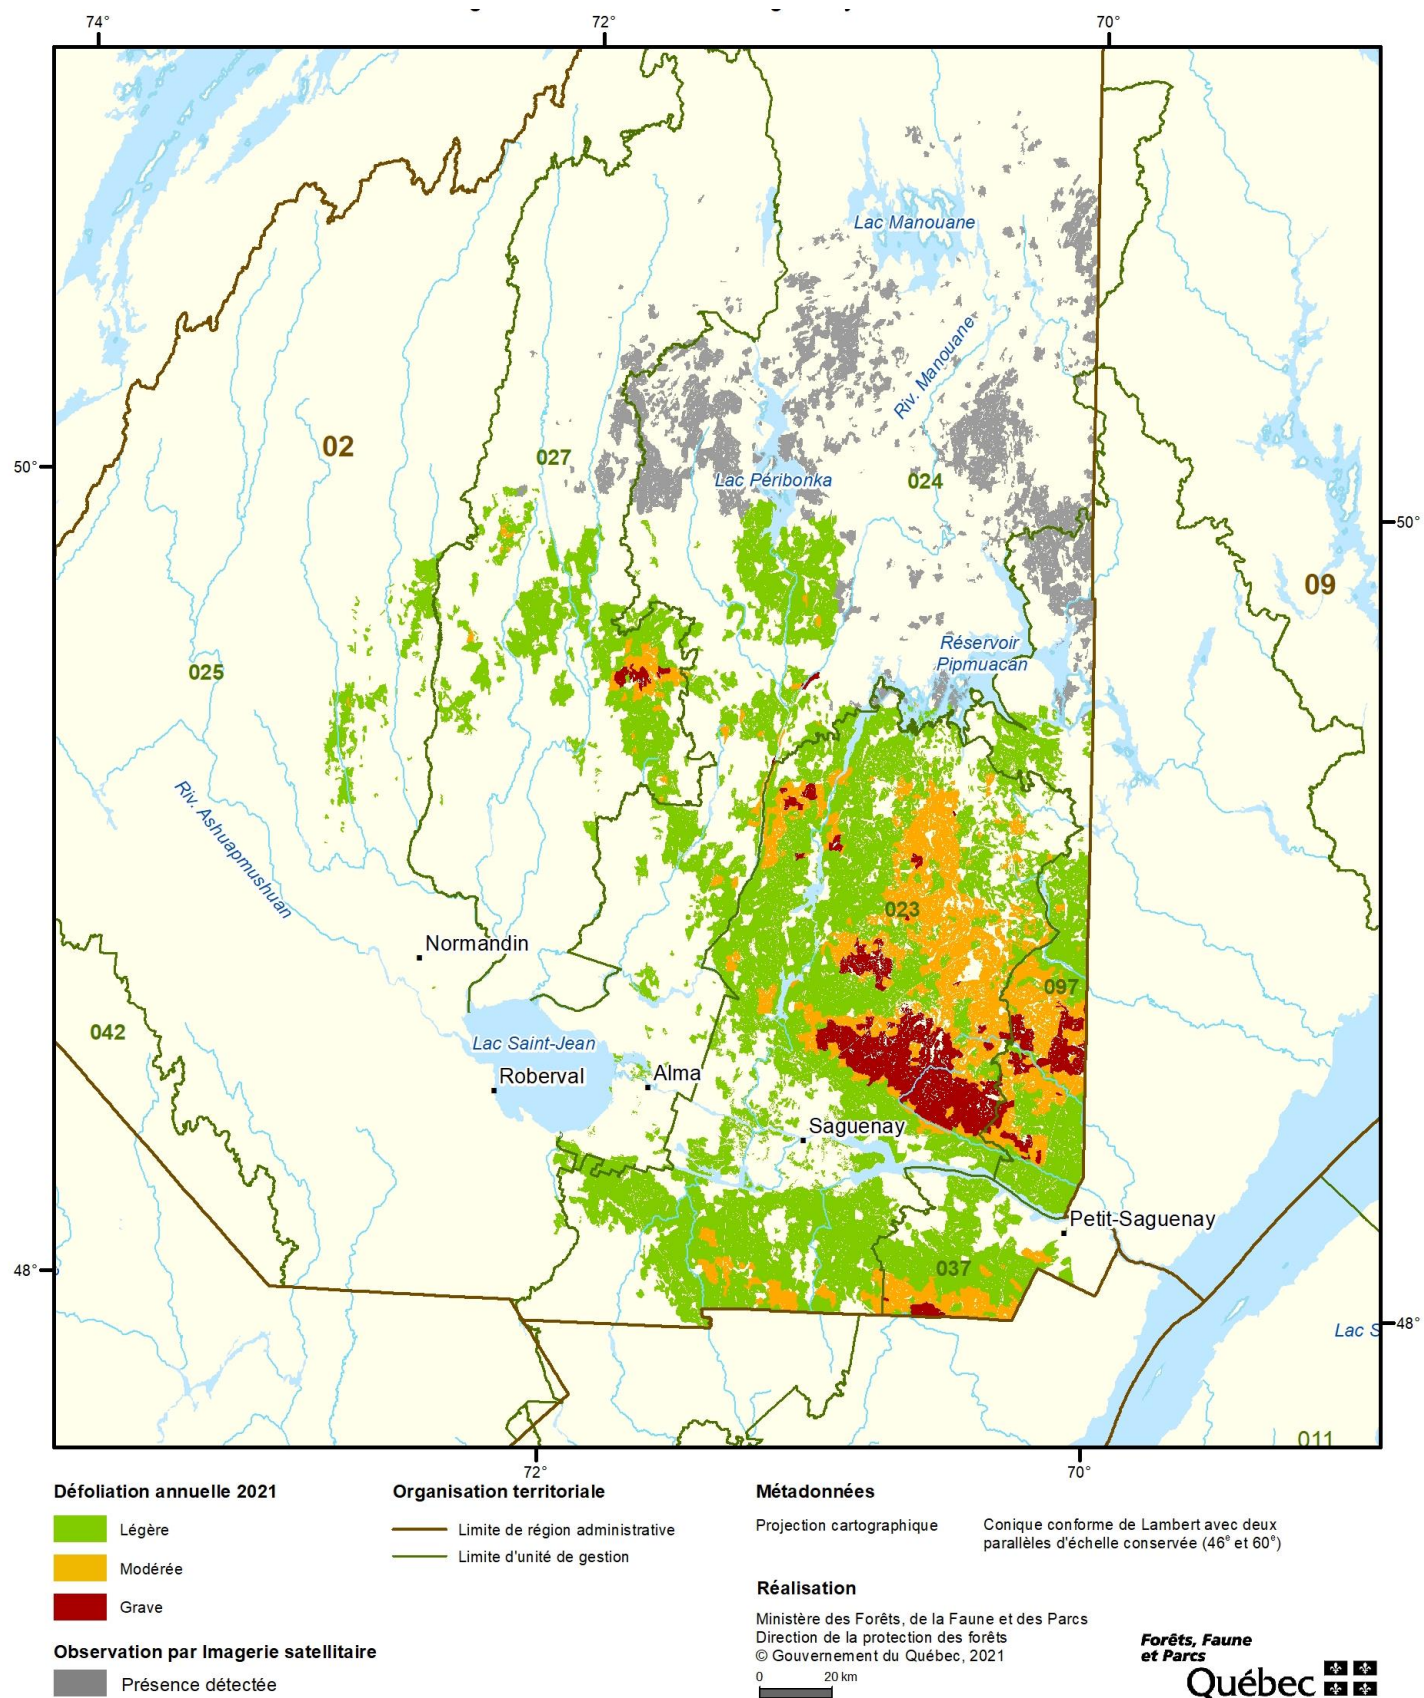 74°
72°
70°
Lac Manouane
Riv. Manouane
02
027
50°
Lac Péribonka
024
50°
09
Réservoir
Pipmuacan
025
Riv. Ashuapmushuan
023
Normandin
097
042
Lac Saint-Jean
Roberval
Alma
Saguenay
Petit-Saguenay
48°
037
48°
Lac S
011
72°
70°
Défoliation annuelle 2021
Légère
Modérée
Grave
Observation par Imagerie satellitaire
Présence détectée
Organisation territoriale
Limite de région administrative
Limite d'unité de gestion
Métadonnées
Projection cartographique
Conique conforme de Lambert avec deux
parallèles d'échelle conservée (46e et 60e)
Réalisation
Ministère des Forêts, de la Faune et des Parcs
Direction de la protection des forêts
© Gouvernement du Québec, 2021
0 20 km
Forêts, Faune
et Parcs
Québec